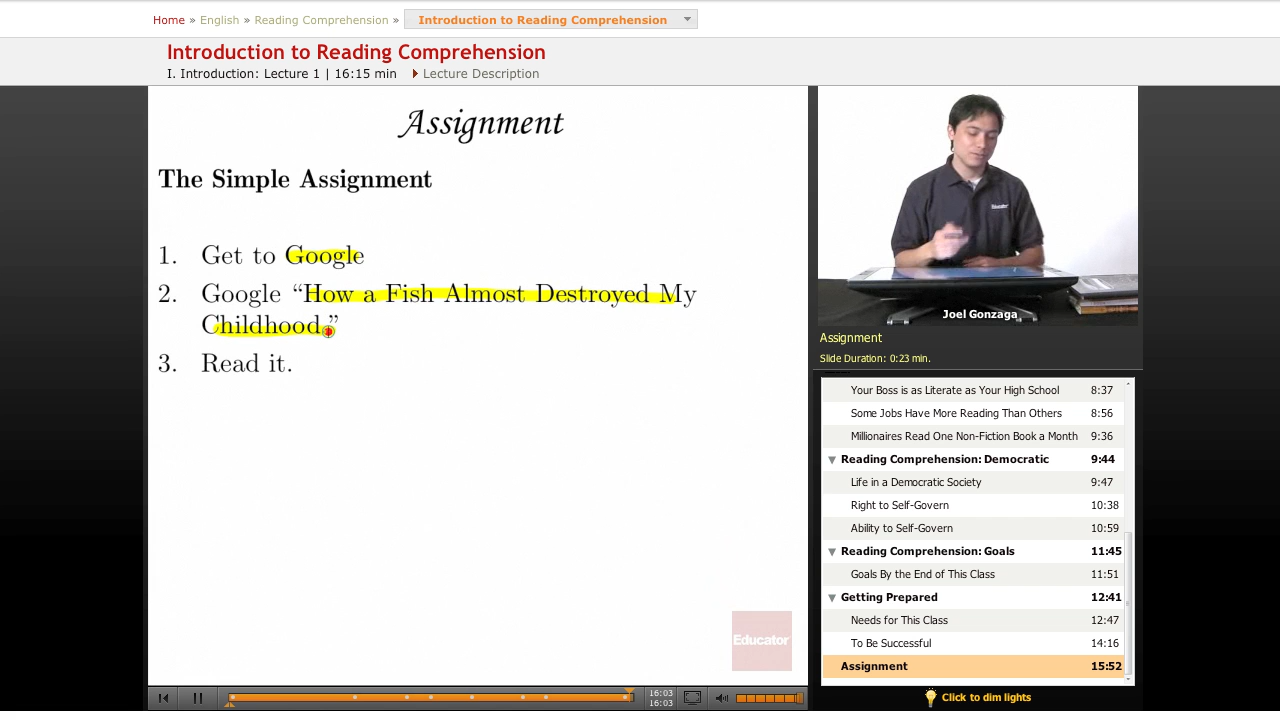 Home » English » Reading Comprehension » Introduction to Reading Comprehension
Introduction to Reading Comprehension
I. Introduction: Lecture 1 | 16:15 min Lecture Description
Assignment
The Simple Assignment
1. Get to Google
2. Google “How a Fish Almost Destroyed My
Childhood.”
3. Read it.
Educator
Educator
Joel Gonzaga
Assignment
Slide Duration: 0:23 min.
Your Boss is as Literate as Your High School 8:37
Some Jobs Have More Reading Than Others 8:56
Millionaires Read One Non-Fiction Book a Month 9:36
Reading Comprehension: Democratic 9:44
Life in a Democratic Society 9:47
Right to Self-Govern 10:38
Ability to Self-Govern 10:59
Reading Comprehension: Goals 11:45
Goals By the End of This Class 11:51
Getting Prepared 12:41
Needs for This Class 12:47
To Be Successful 14:16
Assignment 15:52
16:03
16:03
Click to dim lights